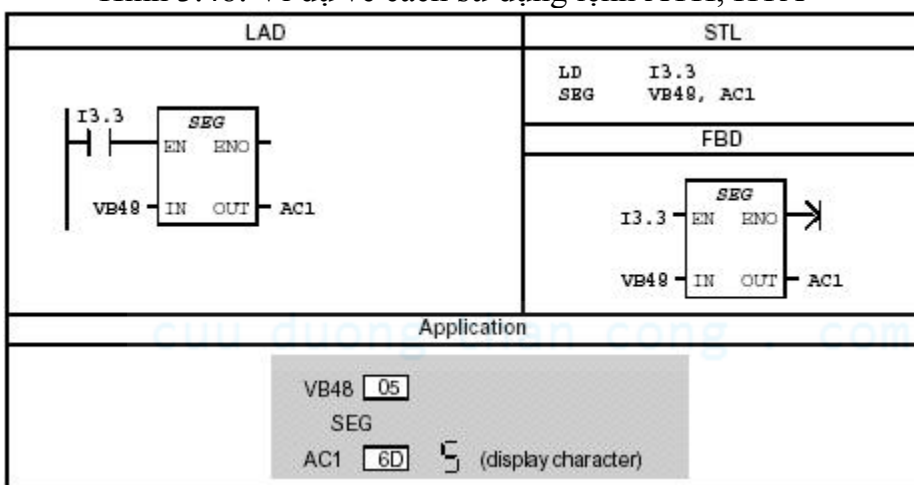 LAD
STL
LD I3.3
SEG VB48, AC1
I3.3
SEG
EN ENO
VB48 IN OUT AC1
FBD
SEG
I3.3 EN ENO
VB48 IN OUT AC1
Application
cuu duong than cong . com
VB48 05
SEG
AC1 6D 5 (display character)